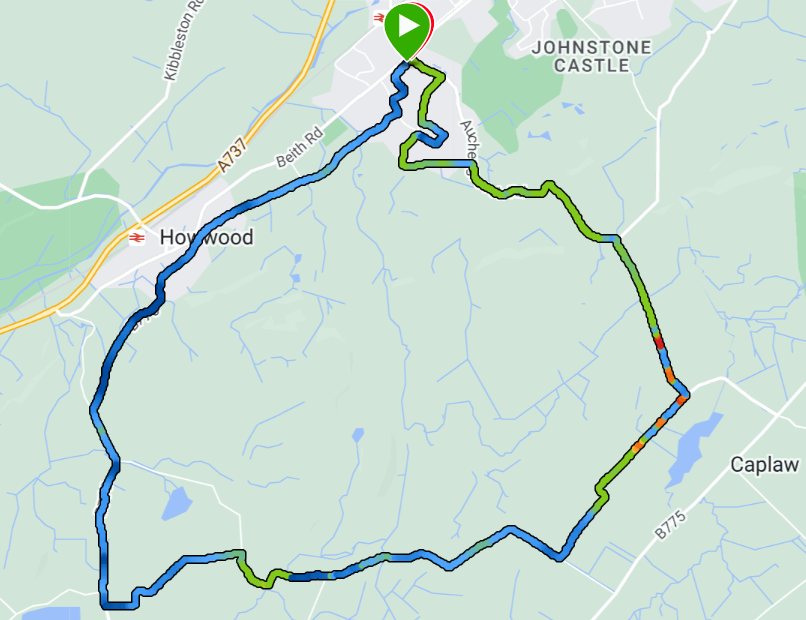 Kibbleston Rd
JOHNSTONE
CASTLE
A737
Beith Rd
Howwood
Caplaw
B775